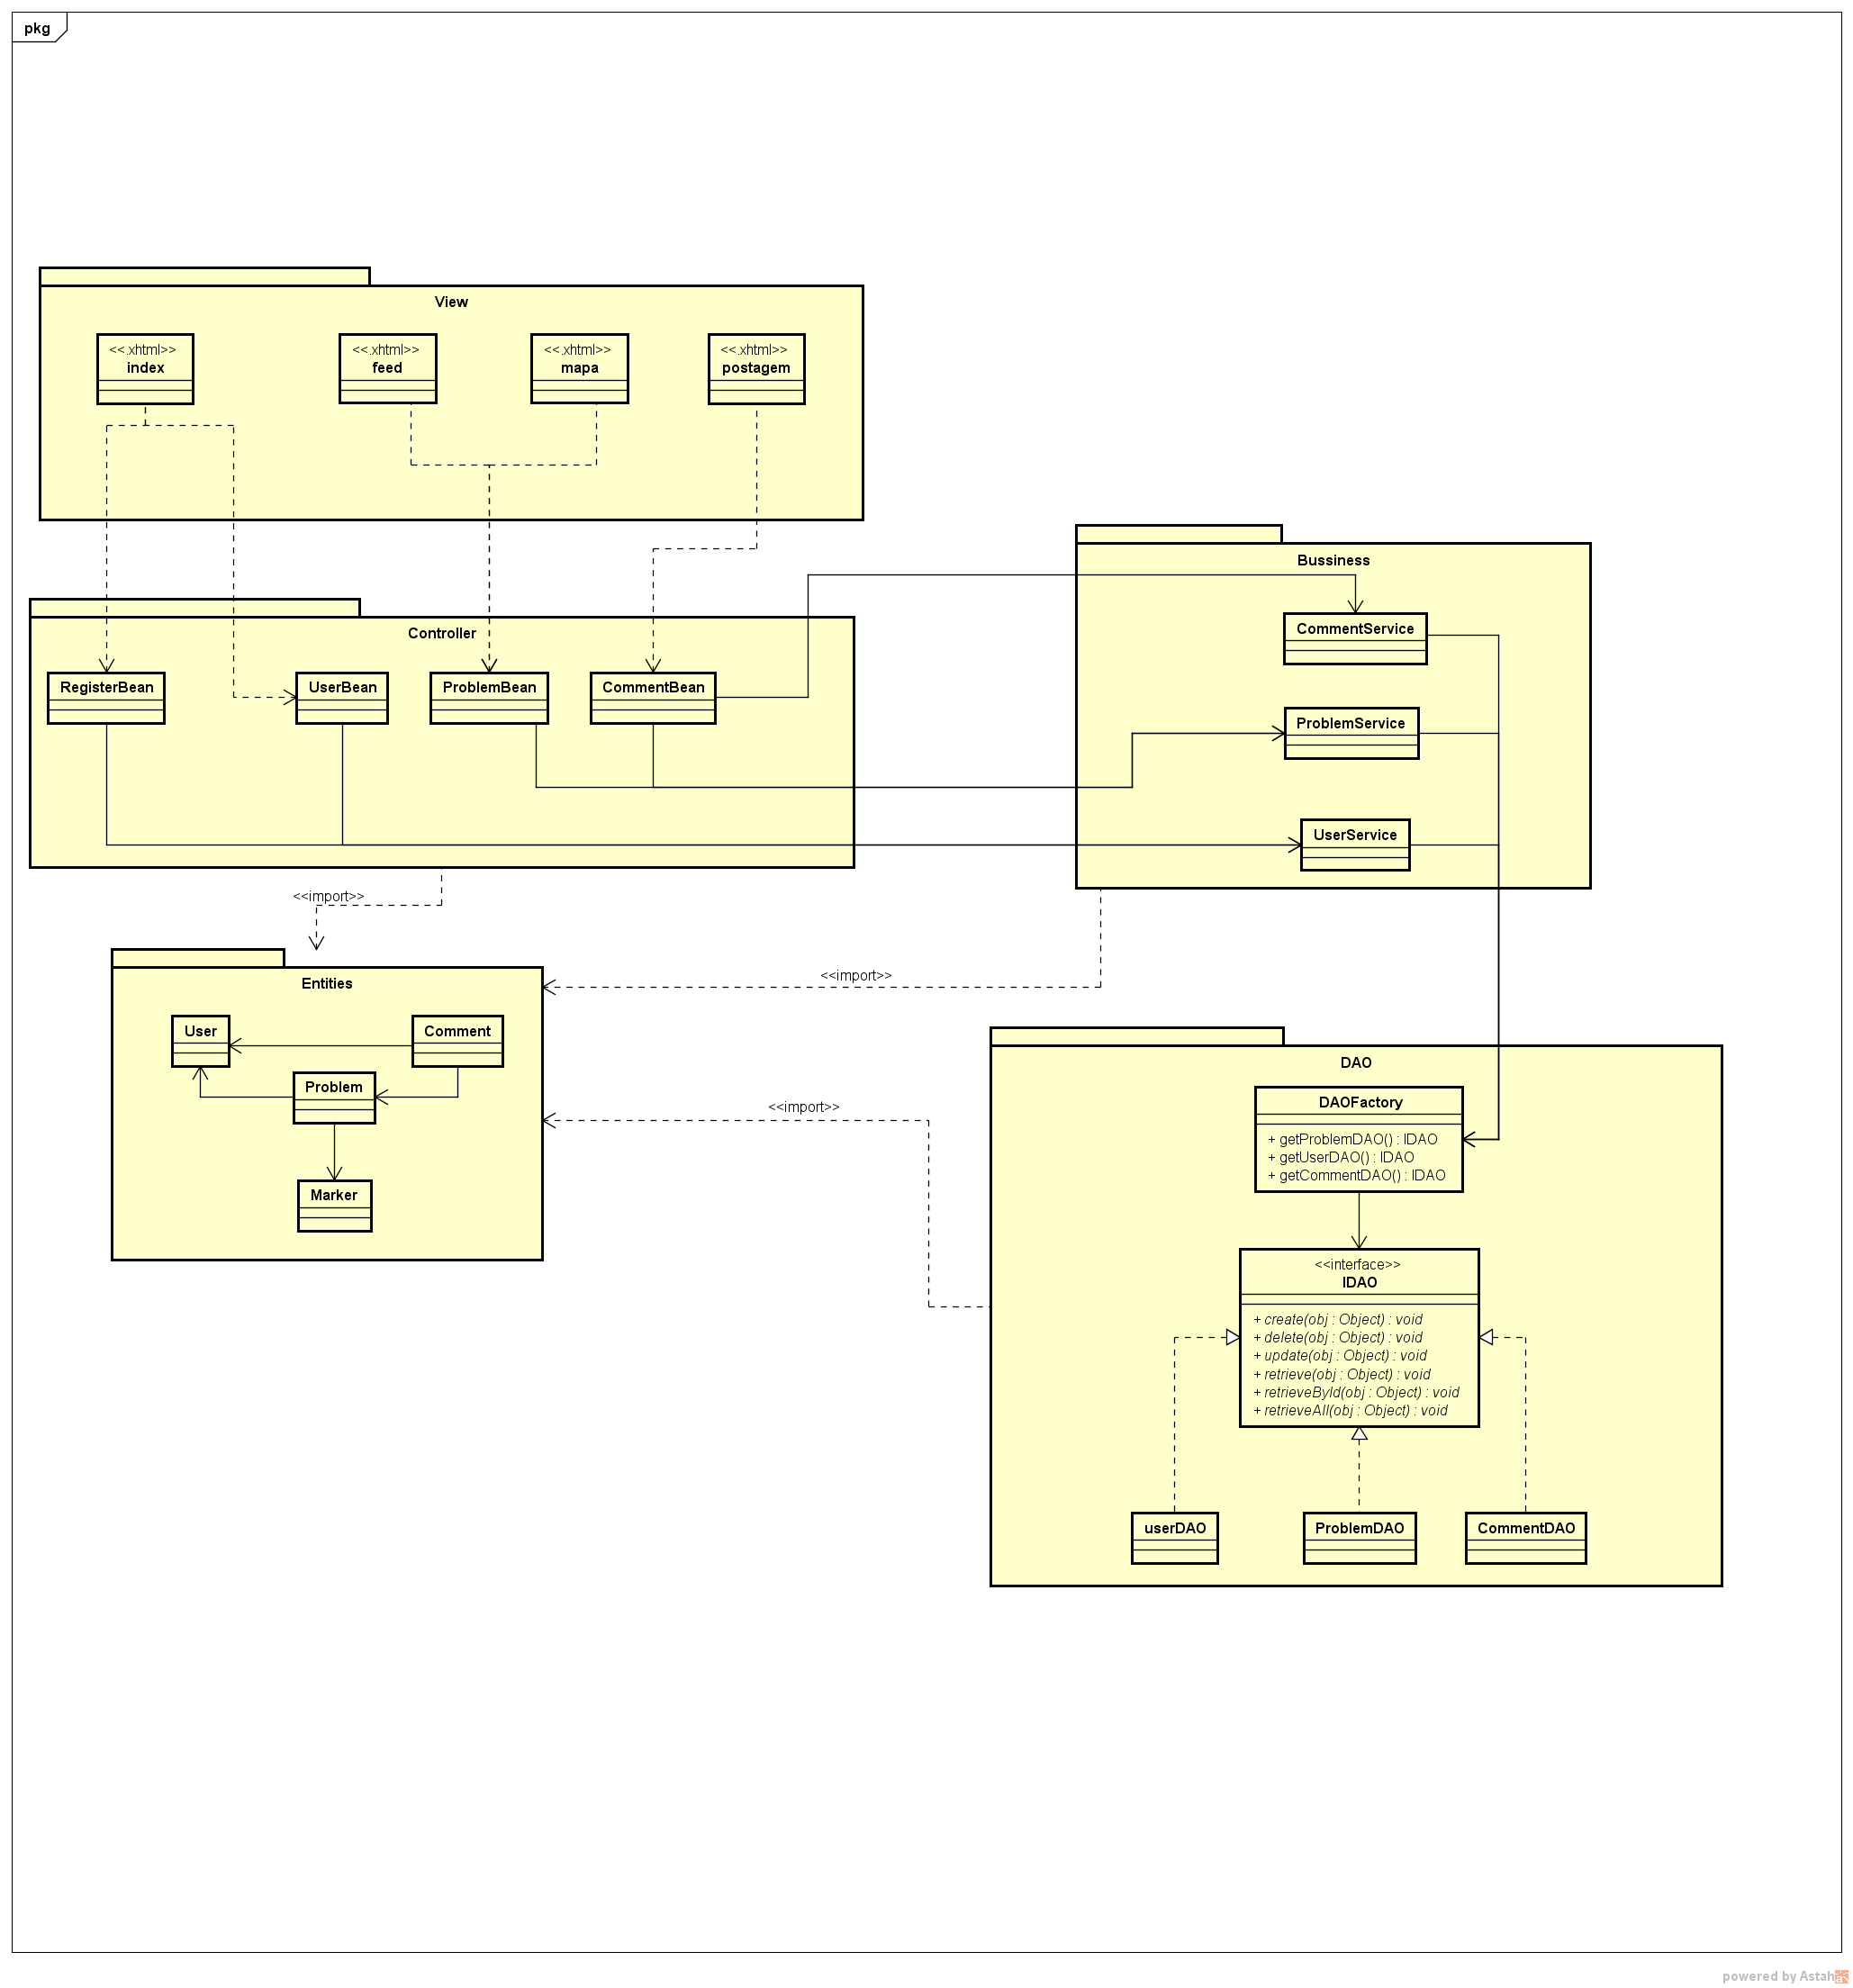 pkg
View
<<.xhtml>>
index
<<.xhtml>>
feed
<<.xhtml>>
mapa
<<.xhtml>>
postagem
Bussiness
CommentService
ProblemService
UserService
Controller
RegisterBean
UserBean
ProblemBean
CommentBean
<<import>>
<<import>>
<<import>>
Entities
User
Comment
Problem
Marker
DAO
DAOFactory
+ getProblemDAO() : IDAO
+ getUserDAO() : IDAO
+ getCommentDAO() : IDAO
<<interface>>
IDAO
+ create(obj : Object) : void
+ delete(obj : Object) : void
+ update(obj : Object) : void
+ retrieve(obj : Object) : void
+ retrieveById(obj : Object) : void
+ retrieveAll(obj : Object) : void
userDAO
ProblemDAO
CommentDAO
powered by Astah